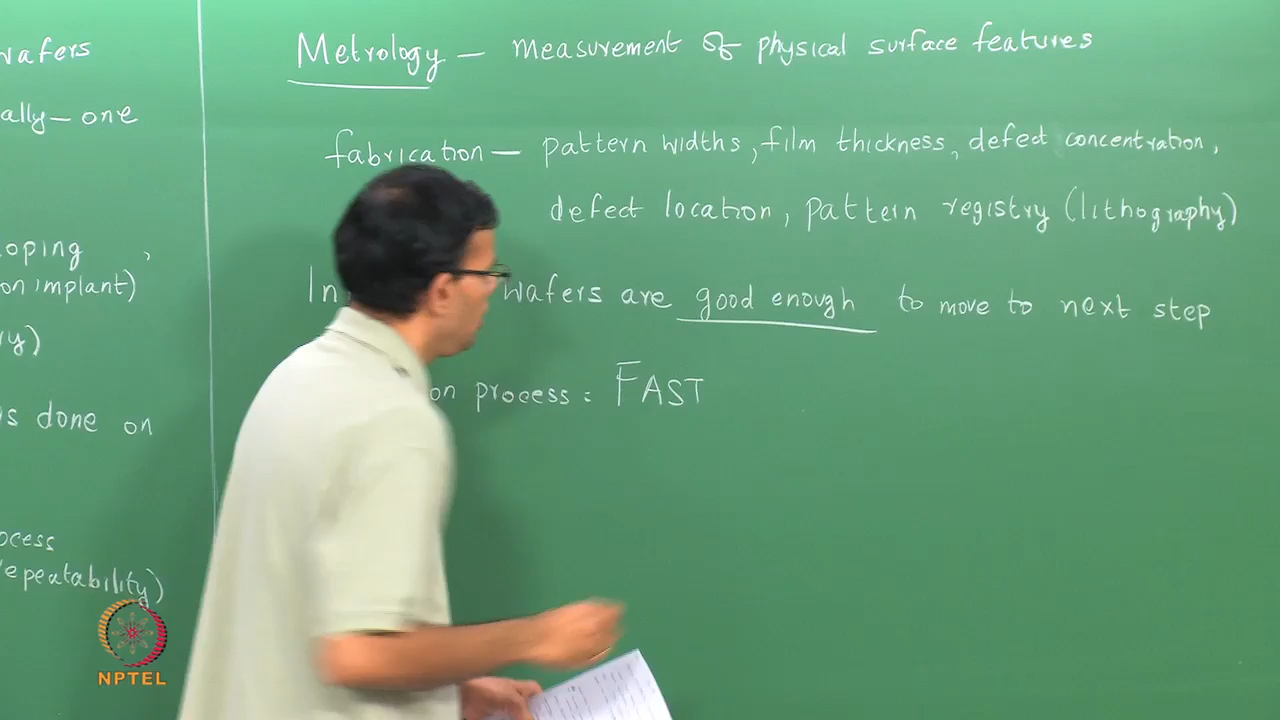 wafers
ally – one
oping ,
on implant)
ry)
s done on
ocess
repeatability)
Metrology – measurement of physical surface features
fabrication – pattern widths, film thickness, defect concentration,
defect location, pattern registry (lithography)
In wafers are good enough to move to next step
on process : FAST
NPTEL